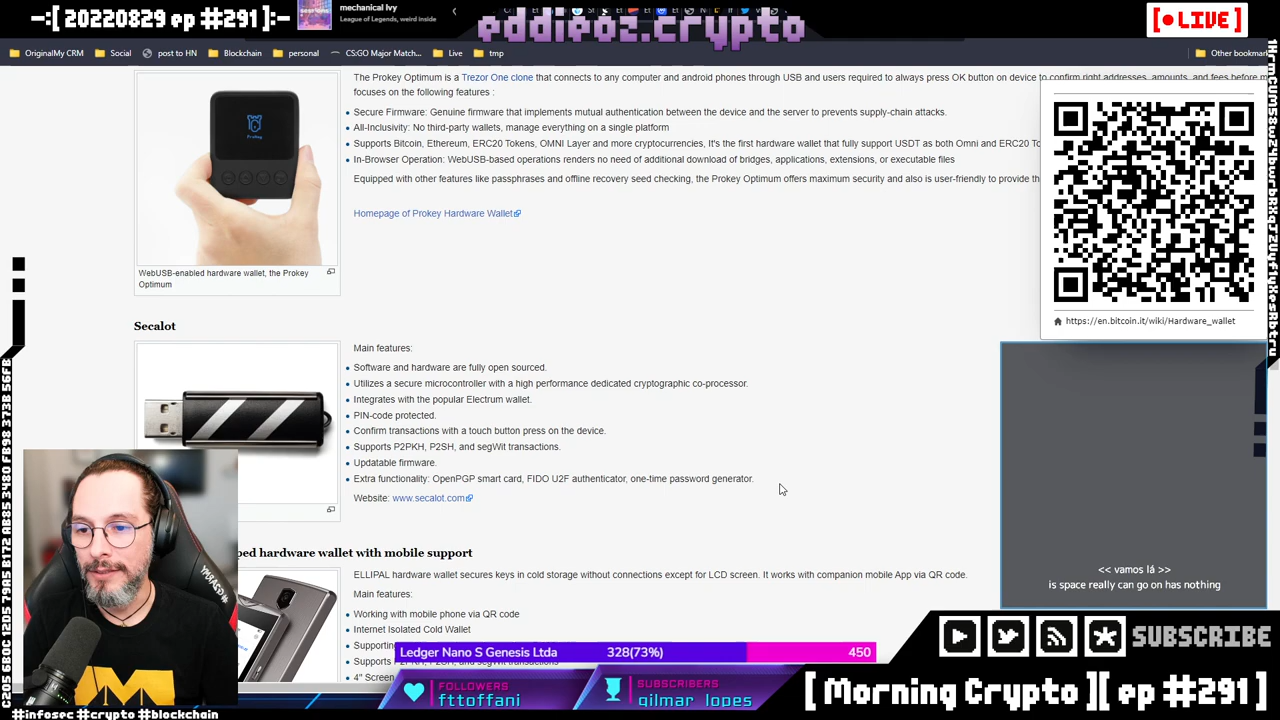 -:[ 20220829 ep #291 ]:-
mechanical Ivy
League of Legends, weird inside
eddieoz.crypto
[ • LIVE ]
OriginalMy CRM
Social
post to HN
Blockchain
personal
CS:GO Major Match...
Live
tmp
Other bookmar
The Prokey Optimum is a Trezor One clone that connects to any computer and android phones through USB and users required to always press OK button on device to confirm right addresses, amounts, and fees before m
focuses on the following features :
Secure Firmware: Genuine firmware that implements mutual authentication between the device and the server to prevents supply-chain attacks.
All-Inclusivity: No third-party wallets, manage everything on a single platform
Supports Bitcoin, Ethereum, ERC20 Tokens, OMNI Layer and more cryptocurrencies, It's the first hardware wallet that fully support USDT as both Omni and ERC20 To
In-Browser Operation: WebUSB-based operations renders no need of additional download of bridges, applications, extensions, or executable files
Equipped with other features like passphrases and offline recovery seed checking, the Prokey Optimum offers maximum security and also is user-friendly to provide th
Homepage of Prokey Hardware Wallet
Prokey
WebUSB-enabled hardware wallet, the Prokey
Optimum
https://en.bitcoin.it/wiki/Hardware_wallet
Secalot
Main features:
Software and hardware are fully open sourced.
Utilizes a secure microcontroller with a high performance dedicated cryptographic co-processor.
Integrates with the popular Electrum wallet.
PIN-code protected.
Confirm transactions with a touch button press on the device.
Supports P2PKH, P2SH, and segWit transactions.
Updatable firmware.
Extra functionality: OpenPGP smart card, FIDO U2F authenticator, one-time password generator.
Website: www.secalot.com
ped hardware wallet with mobile support
ELLIPAL hardware wallet secures keys in cold storage without connections except for LCD screen. It works with companion mobile App via QR code.
Main features:
Working with mobile phone via QR code
Internet Isolated Cold Wallet
Supporting
Supports P2PKH, P2SH, and segWit transactions
4" Screen
<< vamos lá >>
is space really can go on has nothing
Ledger Nano S Genesis Ltda 328(73%) 450
FOLLOWERS
fttoffani
SUBSCRIBERS
gilmar lopes
SUBSCRIBE
[ Morning Crypto ][ ep #291 ]
#infosec #crypto #blockchain